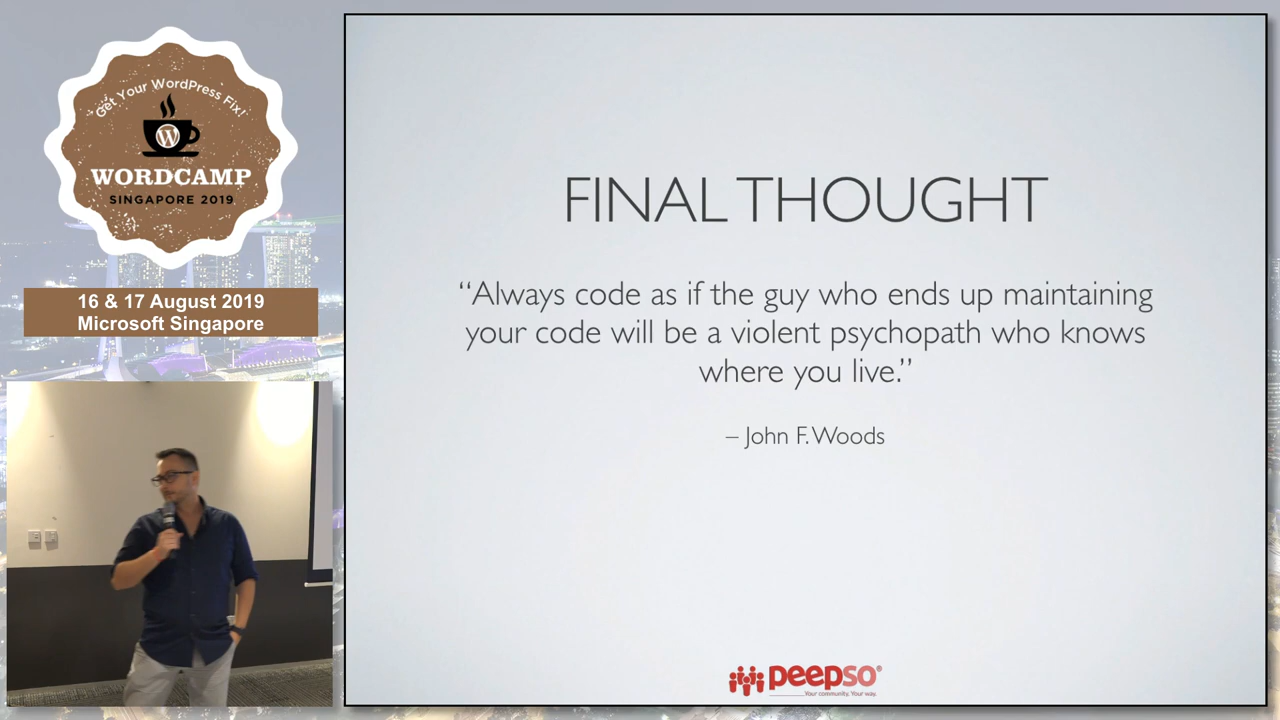 Get Your WordPress Fix!
W
WORDCAMP
SINGAPORE 2019
16 & 17 August 2019
Microsoft Singapore
FINAL THOUGHT
“Always code as if the guy who ends up maintaining
your code will be a violent psychopath who knows
where you live.”
– John F. Woods
peepso®
Your community. Your way.